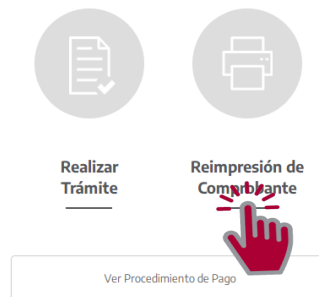 Realizar
Trámite
Reimpresión de
Comprobante
Ver Procedimiento de Pago